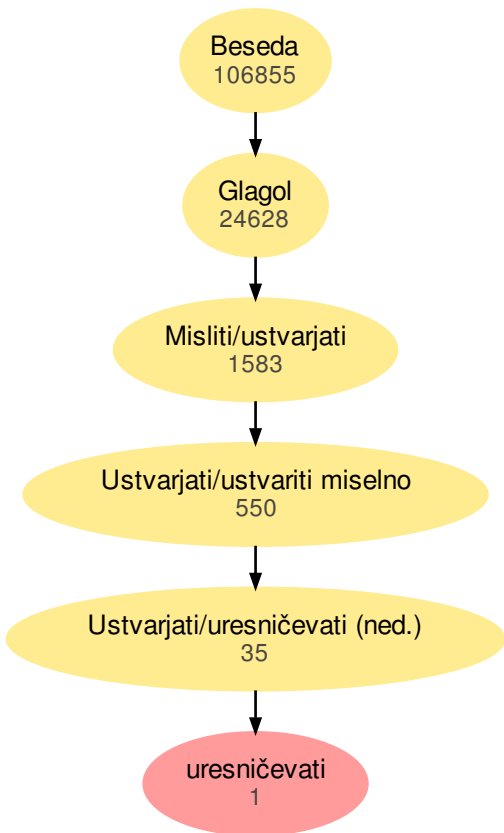 Beseda
106855
Glagol
24628
Misliti/ustvarjati
1583
Ustvarjati/ustvariti miselno
550
Ustvarjati/uresničevati (ned.)
35
uresničevati
1